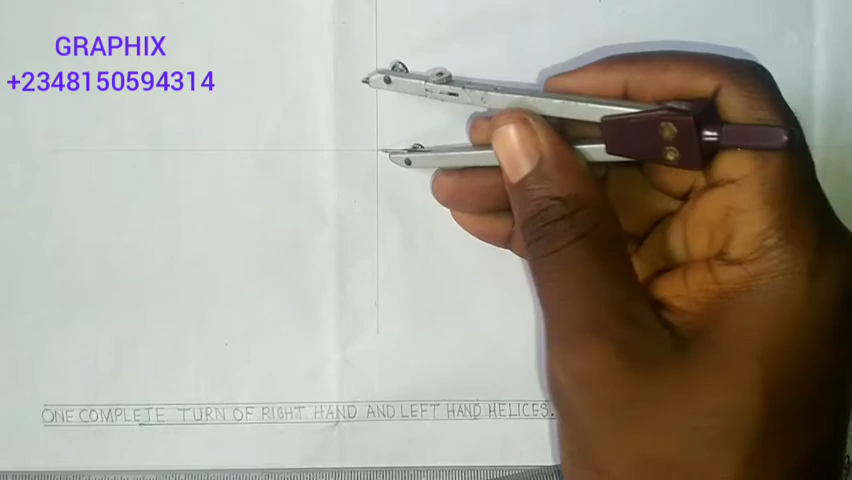 GRAPHIX
+2348150594314
ONE COMPLETE TURN OF RIGHT HAND AND LEFT HAND HELICES.